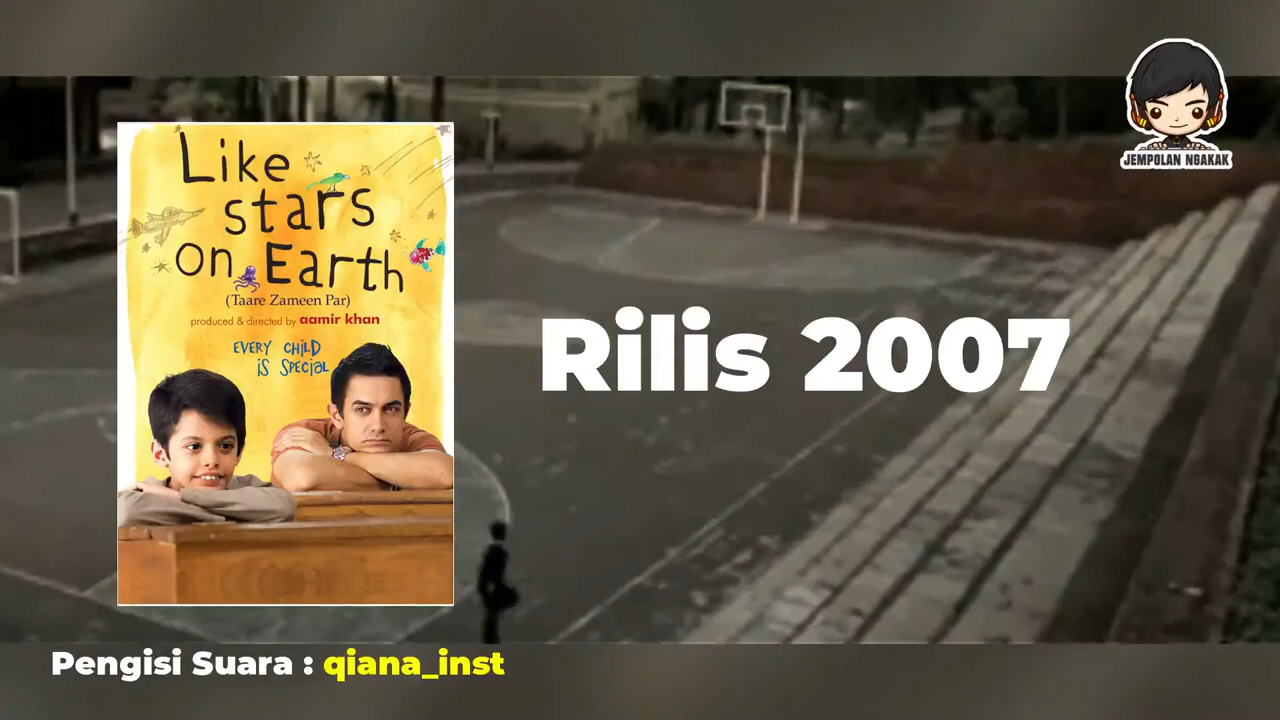 Like
stars
on Earth
(Taare Zameen Par)
produced & directed by aamir khan
EVERY CHILD
iS SPECiaL
Rilis 2007
JEMPOLAN NGAKAK
Pengisi Suara : qiana_inst